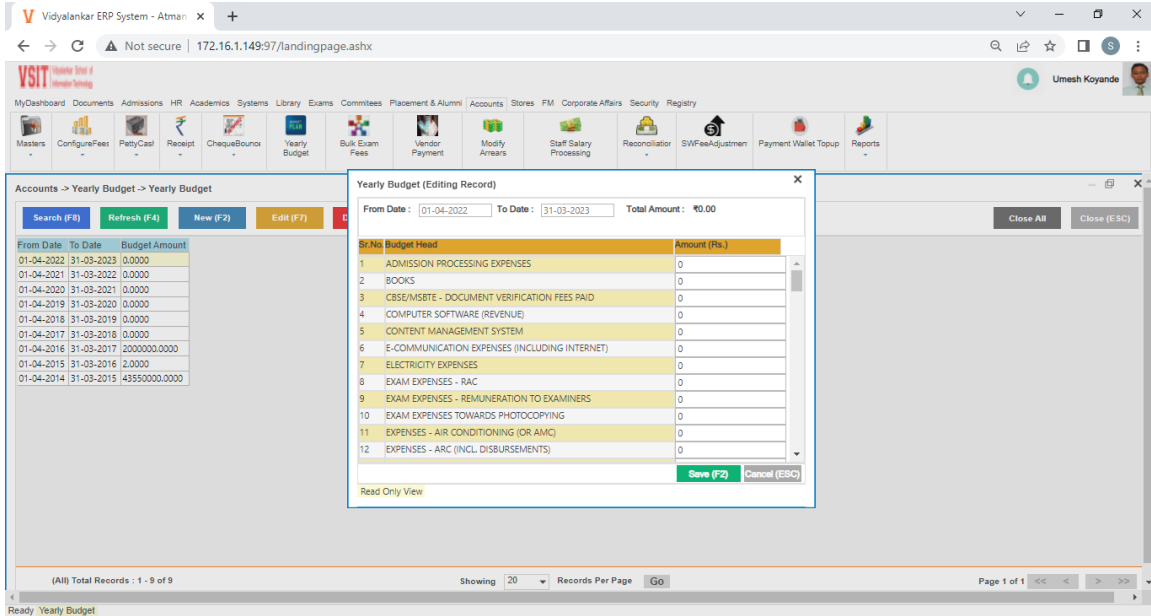 Vidyalankar ERP System - Atman
Not secure | 172.16.1.149:97/landingpage.ashx
S
VSIT Vidyalankar School of
Information Technology
Umesh Koyande
MyDashboard Documents Admissions HR Academics Systems Library Exams Commitees Placement & Alumni Accounts Stores FM Corporate Affairs Security Registry
Masters ConfigureFees PettyCash Receipt ChequeBounce Yearly Budget Bulk Exam Fees Vendor Payment Modify Arrears Staff Salary Processing Reconciliation SWFeeAdjustmen Payment Wallet Topup Reports
Accounts -> Yearly Budget -> Yearly Budget
Search (F8) Refresh (F4) New (F2) Edit (F7) D
Close All Close (ESC)
From Date To Date Budget Amount
01-04-2022 31-03-2023 0.0000
01-04-2021 31-03-2022 0.0000
01-04-2020 31-03-2021 0.0000
01-04-2019 31-03-2020 0.0000
01-04-2018 31-03-2019 0.0000
01-04-2017 31-03-2018 0.0000
01-04-2016 31-03-2017 2000000.0000
01-04-2015 31-03-2016 2.0000
01-04-2014 31-03-2015 43550000.0000
Yearly Budget (Editing Record)
From Date : 01-04-2022 To Date : 31-03-2023 Total Amount : ₹0.00
Sr.No. Budget Head Amount (Rs.)
1 ADMISSION PROCESSING EXPENSES 0
2 BOOKS 0
3 CBSE/MSBTE - DOCUMENT VERIFICATION FEES PAID 0
4 COMPUTER SOFTWARE (REVENUE) 0
5 CONTENT MANAGEMENT SYSTEM 0
6 E-COMMUNICATION EXPENSES (INCLUDING INTERNET) 0
7 ELECTRICITY EXPENSES 0
8 EXAM EXPENSES - RAC 0
9 EXAM EXPENSES - REMUNERATION TO EXAMINERS 0
10 EXAM EXPENSES TOWARDS PHOTOCOPYING 0
11 EXPENSES - AIR CONDITIONING (OR AMC) 0
12 EXPENSES - ARC (INCL. DISBURSEMENTS) 0
Save (F2) Cancel (ESC)
Read Only View
(All) Total Records : 1 - 9 of 9 Showing 20 Records Per Page Go Page 1 of 1 << < > >>
Ready Yearly Budget